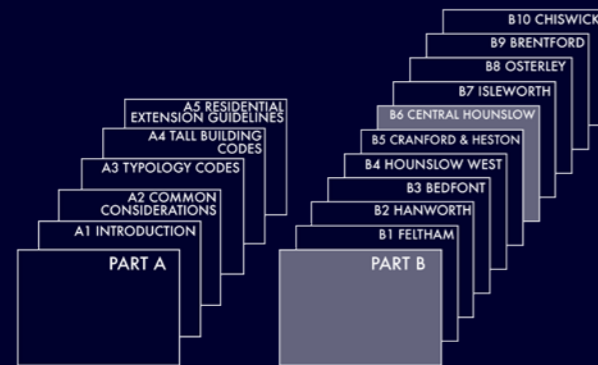 A5 RESIDENTIAL
EXTENSION GUIDELINES
A4 TALL BUILDING
CODES
A3 TYPOLOGY CODES
A2 COMMON
CONSIDERATIONS
A1 INTRODUCTION
PART A
B10 CHISWICK
B9 BRENTFORD
B8 OSTERLEY
B7 ISLEWORTH
B6 CENTRAL HOUNSLOW
B5 CRANFORD & HESTON
B4 HOUNSLOW WEST
B3 BEDFONT
B2 HANWORTH
B1 FELTHAM
PART B